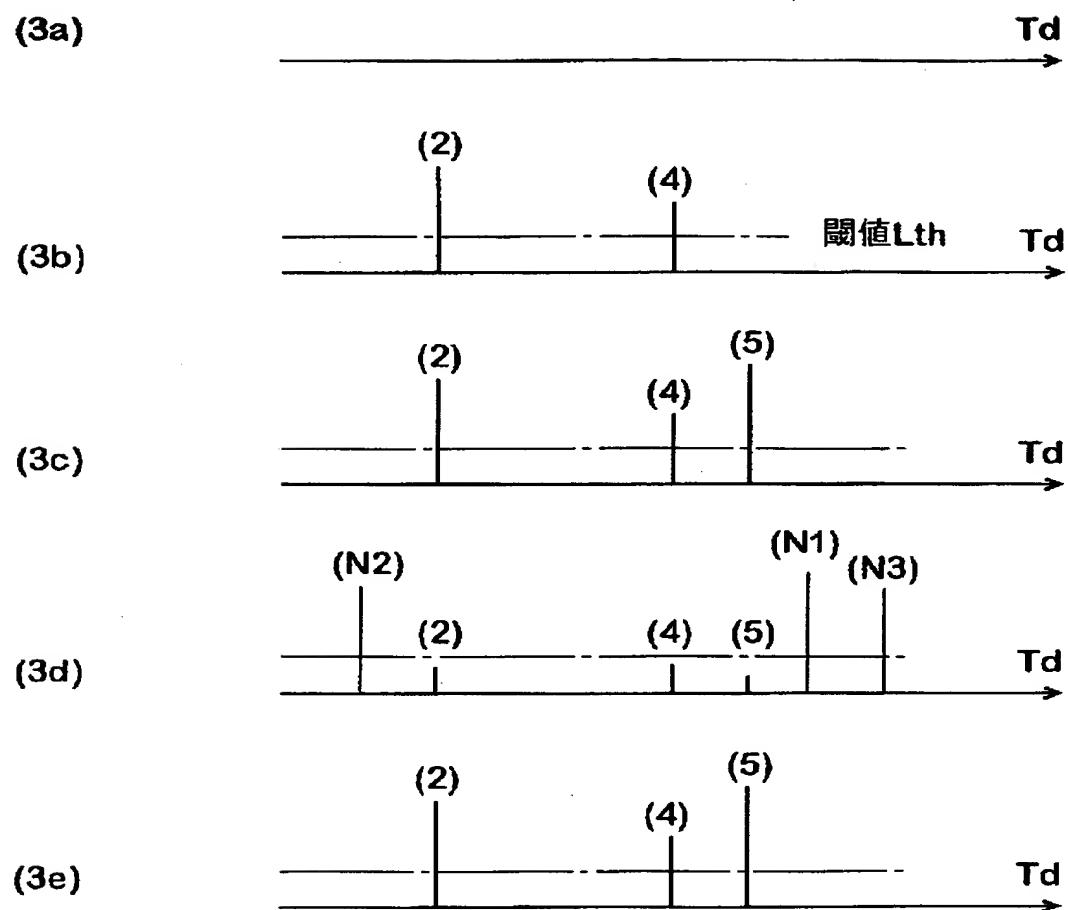 (3a) Td
(2)
(4)
閾値Lth Td
(3b)
(5)
(2)
(4)
Td
(3c)
(N1)
(N2) (N3)
(2) (4) (5)
Td
(3d)
(5)
(2)
(4)
Td
(3e)